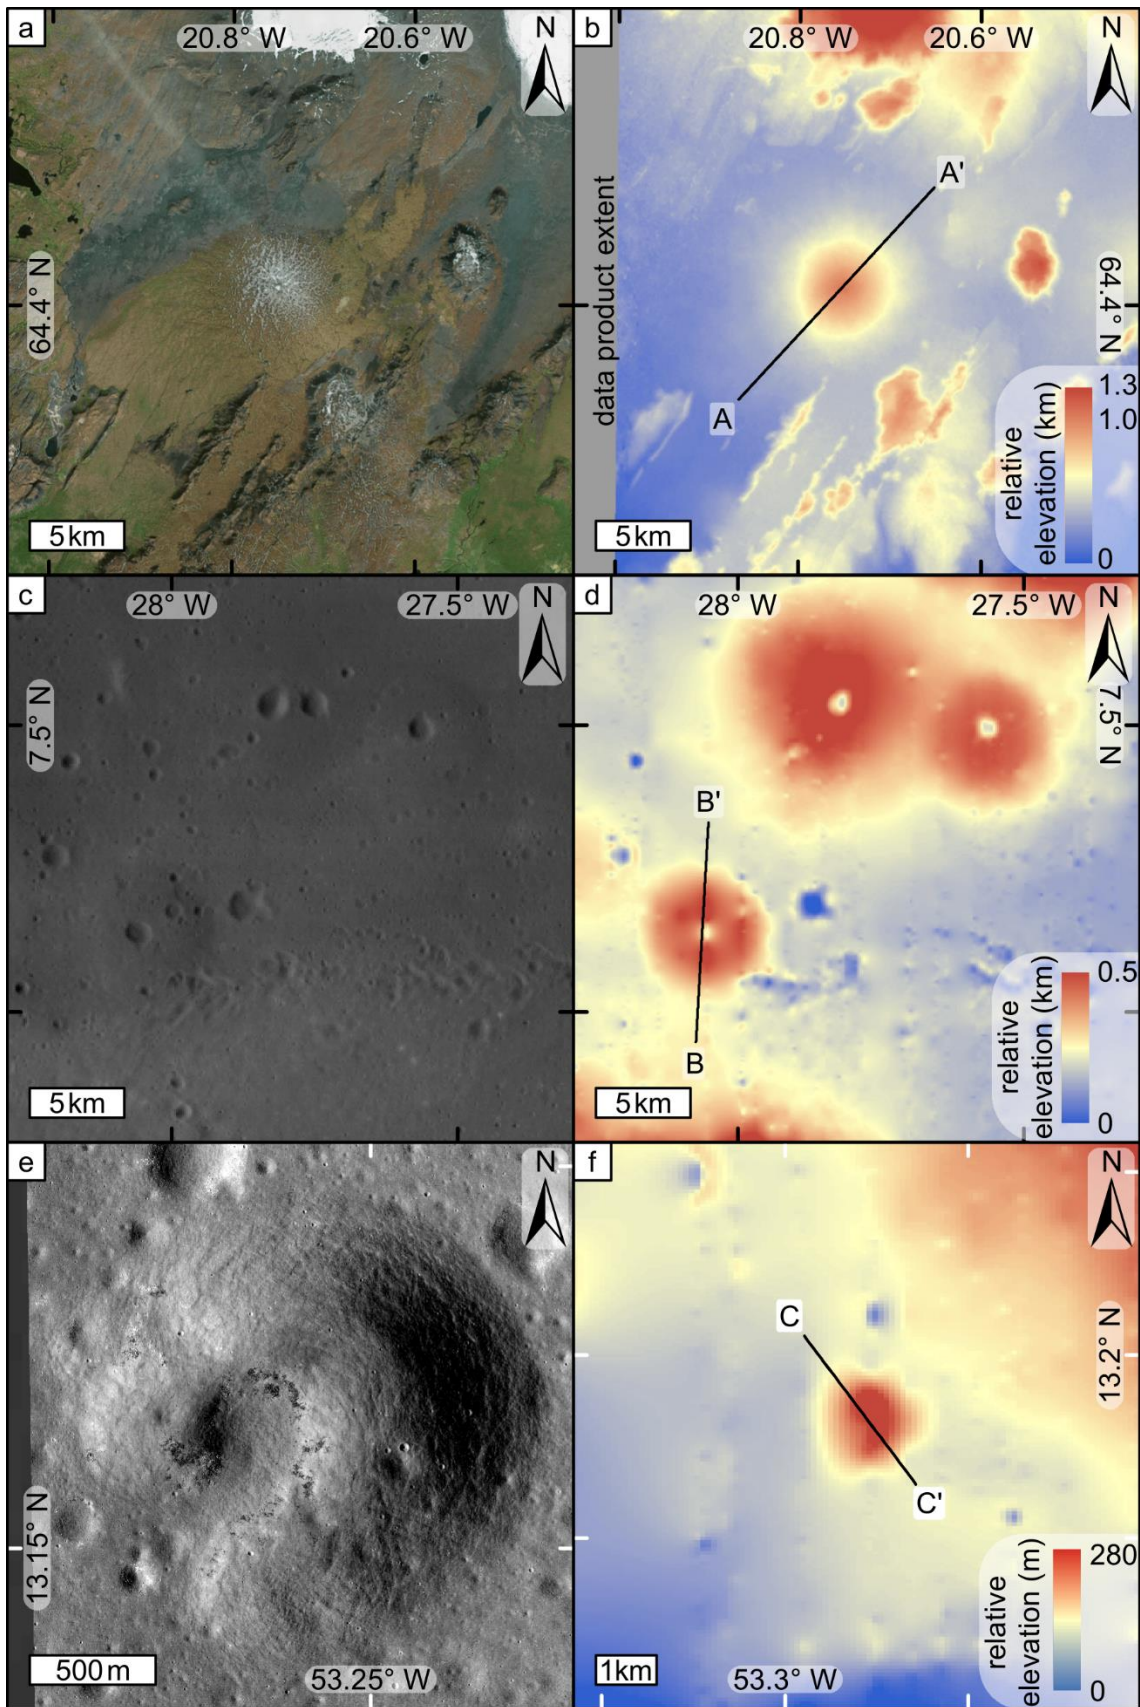 a
20.8° W
20.6° W
N
64.4° N
5 km
b
20.8° W
20.6° W
N
data product extent
A'
A
64.4° N
relative
elevation (km)
1.3
1.0
0
5 km
c
28° W
27.5° W
N
7.5° N
5 km
d
28° W
27.5° W
N
7.5° N
B'
B
relative
elevation (km)
0.5
0
5 km
e
N
13.15° N
500 m
53.25° W
f
N
C
C'
13.2° N
relative
elevation (m)
280
0
1km
53.3° W